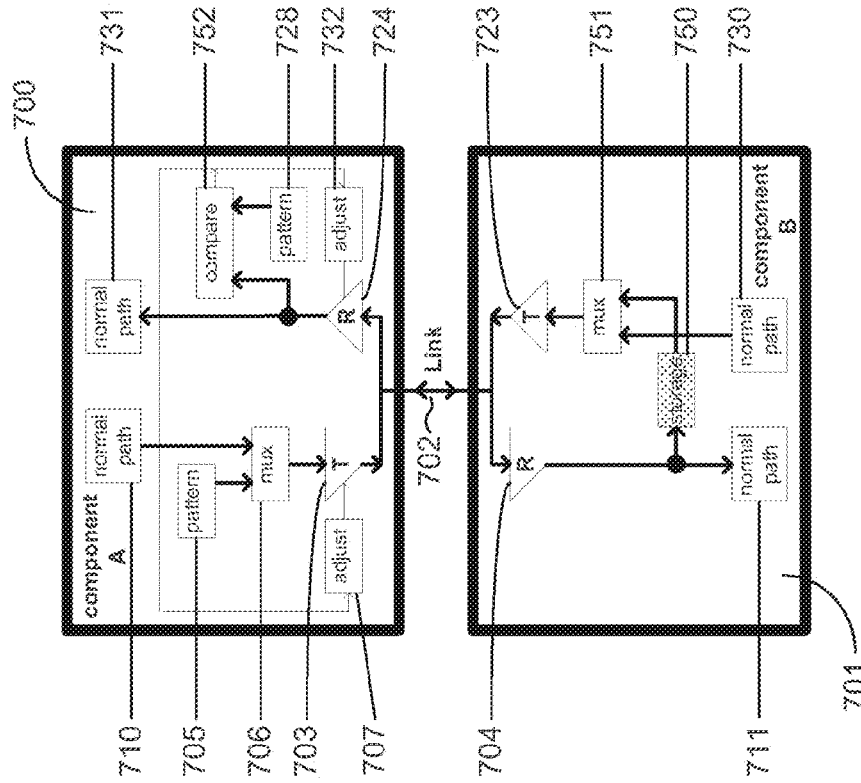 700
731
752
728
732
724
component
A
normal
path
normal
path
pattern
compare
pattern
mux
adjust
adjust
T
R
710
705
706
703
707
702
Link
723
751
750
730
R
T
mux
storage
normal
path
normal
path
component
B
704
711
701